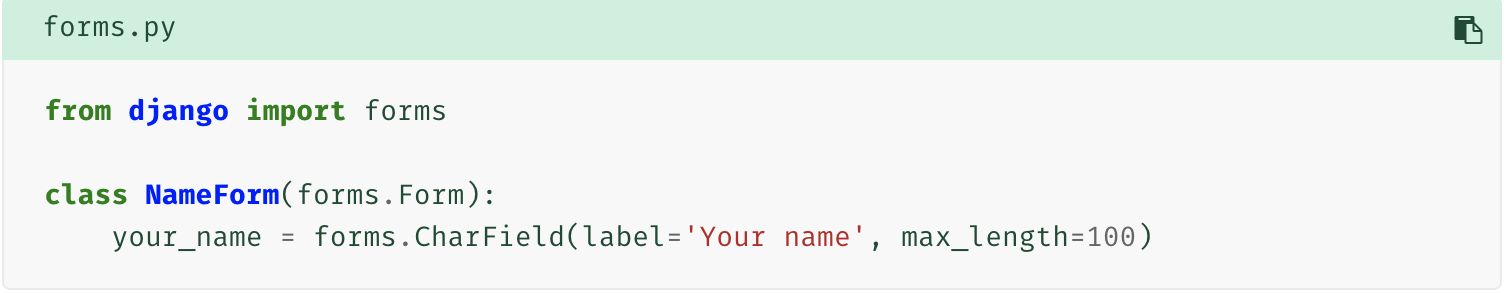 forms.py
from django import forms
class NameForm(forms.Form):
    your_name = forms.CharField(label='Your name', max_length=100)